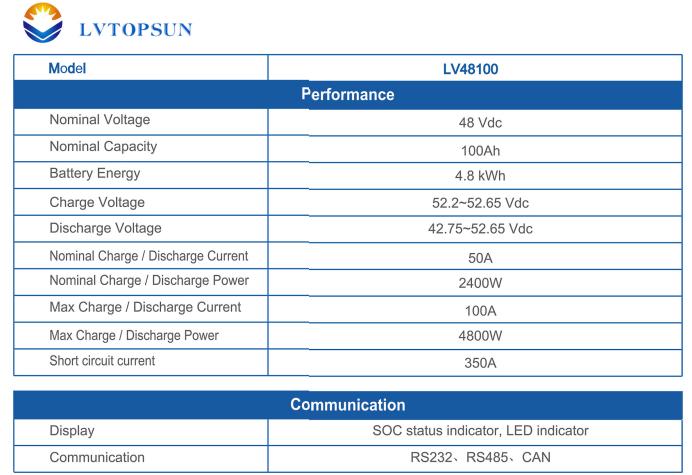 LVTOPSUN
Model LV48100
Performance
Nominal Voltage 48 Vdc
Nominal Capacity 100Ah
Battery Energy 4.8 kWh
Charge Voltage 52.2~52.65 Vdc
Discharge Voltage 42.75~52.65 Vdc
Nominal Charge / Discharge Current 50A
Nominal Charge / Discharge Power 2400W
Max Charge / Discharge Current 100A
Max Charge / Discharge Power 4800W
Short circuit current 350A
Communication
Display SOC status indicator, LED indicator
Communication RS232、RS485、CAN